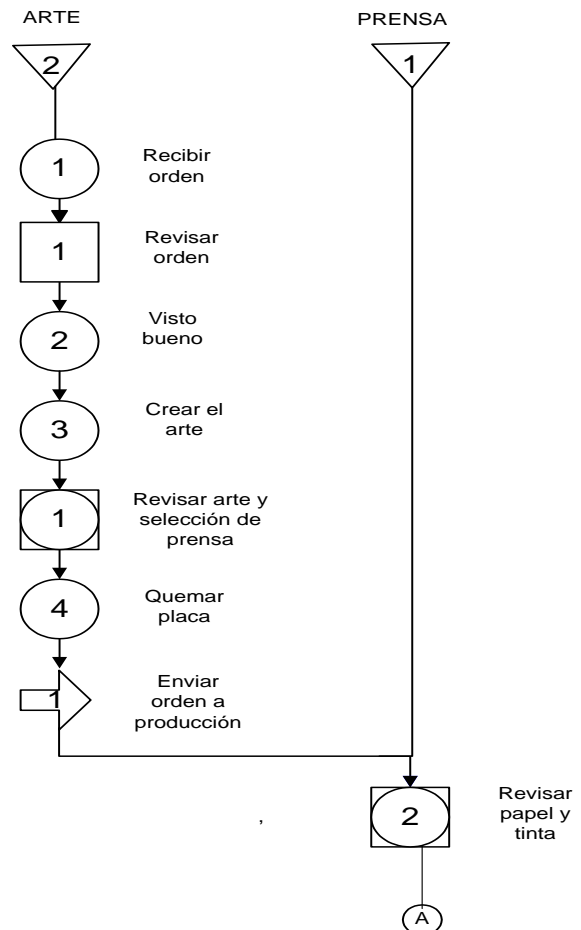 ARTE
PRENSA
2
1
1
Recibir
orden
1
Revisar
orden
2
Visto
bueno
3
Crear el
arte
1
Revisar arte y
selección de
prensa
4
Quemar
placa
1
Enviar
orden a
producción
2
Revisar
papel y
tinta
,
A